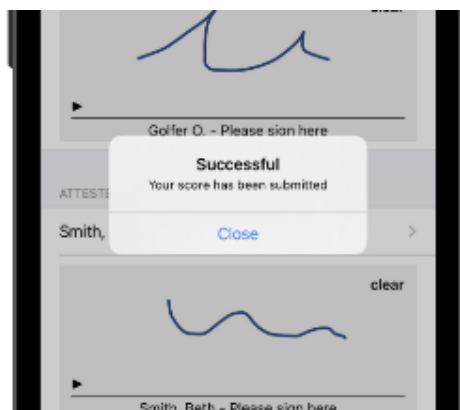 clear
Golfer O. - Please sign here
Successful
Your score has been submitted
Close
Smith,
clear
Smith, Beth - Please sign here